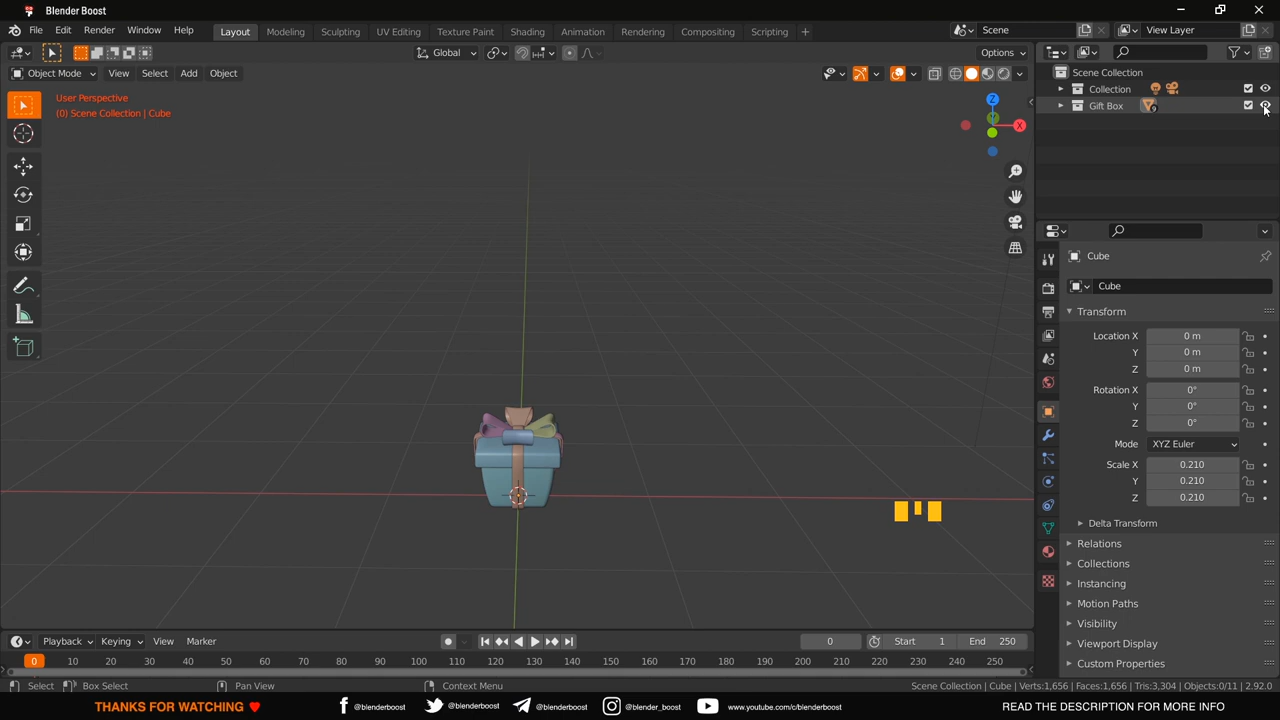 Blender Boost
File Edit Render Window Help Layout Modeling Sculpting UV Editing Texture Paint Shading Animation Rendering Compositing Scripting + Scene View Layer
Global Options
Object Mode View Select Add Object
User Perspective
(0) Scene Collection | Cube
Z
X
Scene Collection
Collection
Gift Box
Cube
Cube
Transform
Location X 0 m
Y 0 m
Z 0 m
Rotation X 0°
Y 0°
Z 0°
Mode XYZ Euler
Scale X 0.210
Y 0.210
Z 0.210
Delta Transform
Relations
Collections
Instancing
Motion Paths
Visibility
Viewport Display
Custom Properties
Playback Keying View Marker 0 Start 1 End 250
0 10 20 30 40 50 60 70 80 90 100 110 120 130 140 150 160 170 180 190 200 210 220 230 240 250
Select Box Select Pan View Context Menu Scene Collection | Cube | Verts:1,656 | Faces:1,656 | Tris:3,304 | Objects:0/11 | 2.92.0
THANKS FOR WATCHING @blenderboost @blenderboost @blenderboost @blender_boost www.youtube.com/c/blenderboost READ THE DESCRIPTION FOR MORE INFO